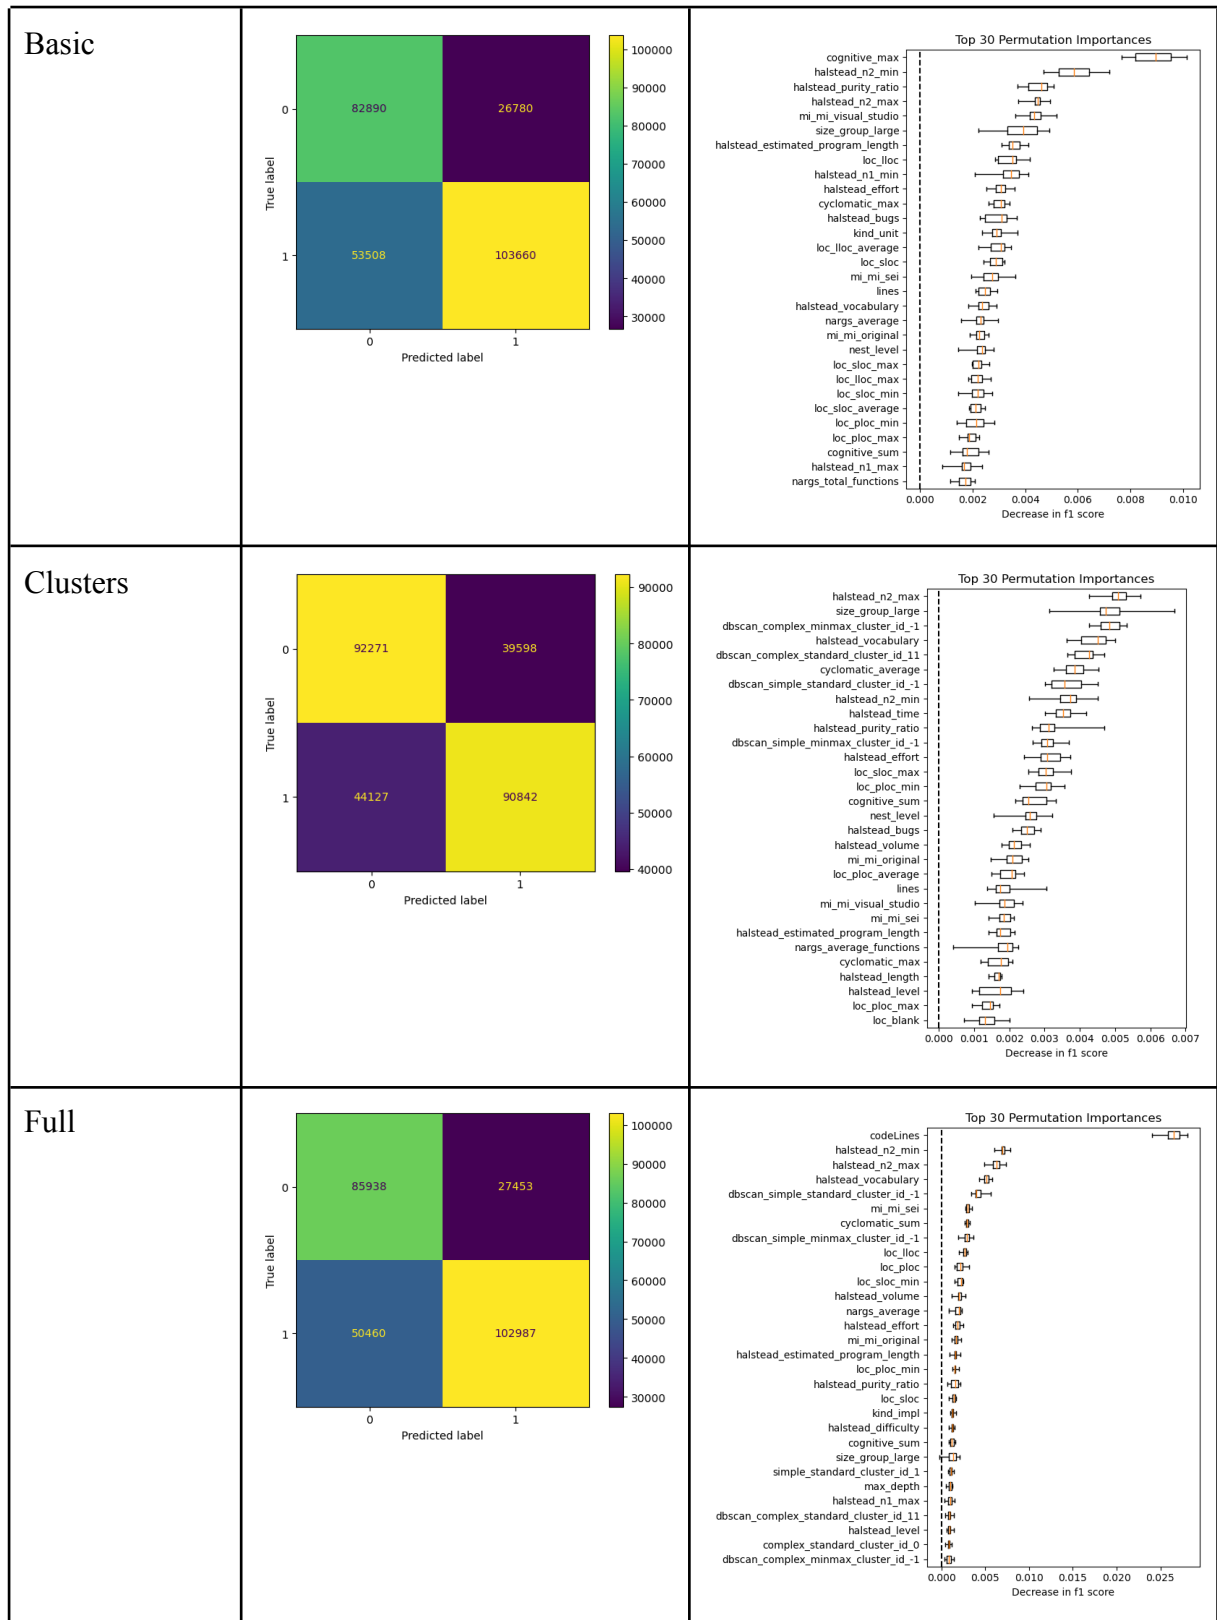 Basic
82890
26780
53508
103660
0
1
True label
0
1
Predicted label
100000
90000
80000
70000
60000
50000
40000
30000
Top 30 Permutation Importances
cognitive_max
halstead_n2_min
halstead_purity_ratio
halstead_n2_max
mi_mi_visual_studio
size_group_large
halstead_estimated_program_length
loc_lloc
halstead_n1_min
halstead_effort
cyclomatic_max
halstead_bugs
kind_unit
loc_lloc_average
loc_sloc
mi_mi_sei
lines
halstead_vocabulary
nargs_average
mi_mi_original
nest_level
loc_sloc_max
loc_lloc_max
loc_sloc_min
loc_sloc_average
loc_ploc_min
loc_ploc_max
cognitive_sum
halstead_n1_max
nargs_total_functions
0.000 0.002 0.004 0.006 0.008 0.010
Decrease in f1 score
Clusters
92271
39598
44127
90842
0
1
True label
0
1
Predicted label
90000
80000
70000
60000
50000
40000
Top 30 Permutation Importances
halstead_n2_max
size_group_large
dbscan_complex_minmax_cluster_id_-1
halstead_vocabulary
dbscan_complex_standard_cluster_id_11
cyclomatic_average
dbscan_simple_standard_cluster_id_-1
halstead_n2_min
halstead_time
halstead_purity_ratio
dbscan_simple_minmax_cluster_id_-1
halstead_effort
loc_sloc_max
loc_ploc_min
cognitive_sum
nest_level
halstead_bugs
halstead_volume
mi_mi_original
loc_ploc_average
lines
mi_mi_visual_studio
mi_mi_sei
halstead_estimated_program_length
nargs_average_functions
cyclomatic_max
halstead_length
halstead_level
loc_ploc_max
loc_blank
0.000 0.001 0.002 0.003 0.004 0.005 0.006 0.007
Decrease in f1 score
Full
85938
27453
50460
102987
0
1
True label
0
1
Predicted label
100000
90000
80000
70000
60000
50000
40000
30000
Top 30 Permutation Importances
codeLines
halstead_n2_min
halstead_n2_max
halstead_vocabulary
dbscan_simple_standard_cluster_id_-1
mi_mi_sei
cyclomatic_sum
dbscan_simple_minmax_cluster_id_-1
loc_lloc
loc_ploc
loc_sloc_min
halstead_volume
nargs_average
halstead_effort
mi_mi_original
halstead_estimated_program_length
loc_ploc_min
halstead_purity_ratio
loc_sloc
kind_impl
halstead_difficulty
cognitive_sum
size_group_large
simple_standard_cluster_id_1
max_depth
halstead_n1_max
dbscan_complex_standard_cluster_id_11
halstead_level
complex_standard_cluster_id_0
dbscan_complex_minmax_cluster_id_-1
0.000 0.005 0.010 0.015 0.020 0.025
Decrease in f1 score